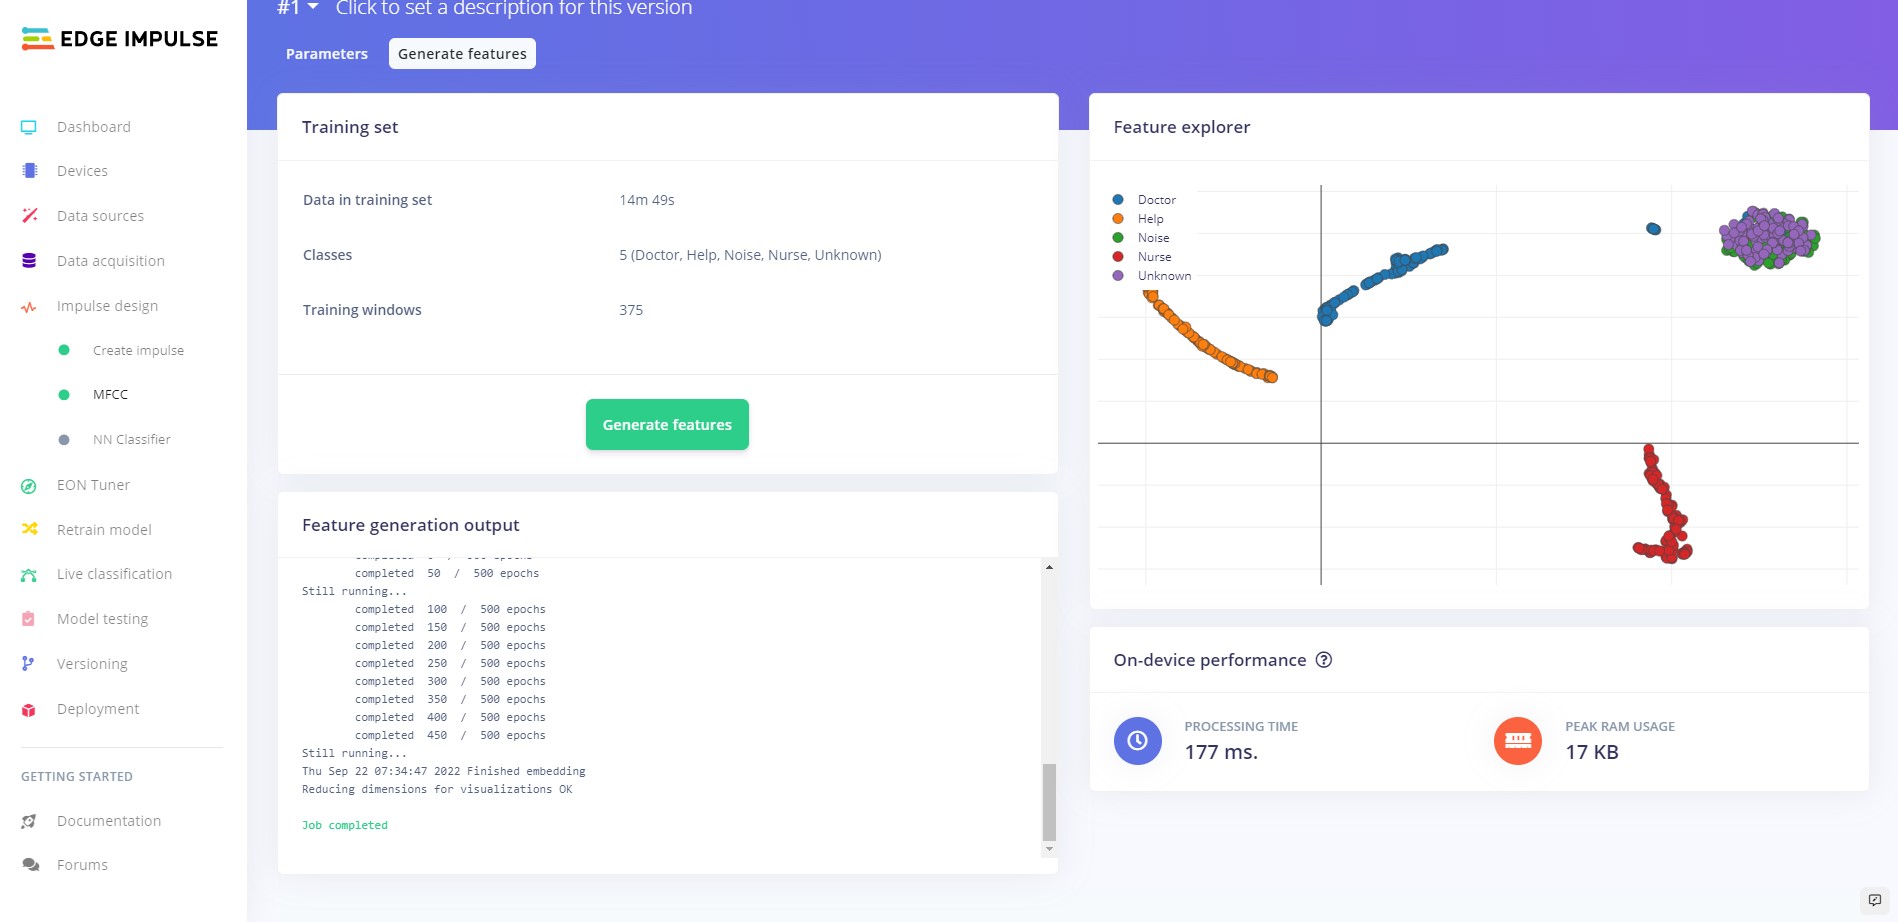 EDGE IMPULSE
Dashboard
Devices
Data sources
Data acquisition
Impulse design
Create impulse
MFCC
NN Classifier
EON Tuner
Retrain model
Live classification
Model testing
Versioning
Deployment
GETTING STARTED
Documentation
Forums
#1 Click to set a description for this version
Parameters Generate features
Training set
Data in training set 14m 49s
Classes 5 (Doctor, Help, Noise, Nurse, Unknown)
Training windows 375
Generate features
Feature generation output
completed 50 / 500 epochs
Still running...
completed 100 / 500 epochs
completed 150 / 500 epochs
completed 200 / 500 epochs
completed 250 / 500 epochs
completed 300 / 500 epochs
completed 350 / 500 epochs
completed 400 / 500 epochs
completed 450 / 500 epochs
Still running...
Thu Sep 22 07:34:47 2022 Finished embedding
Reducing dimensions for visualizations OK
Job completed
Feature explorer
Doctor
Help
Noise
Nurse
Unknown
On-device performance
PROCESSING TIME
177 ms.
PEAK RAM USAGE
17 KB